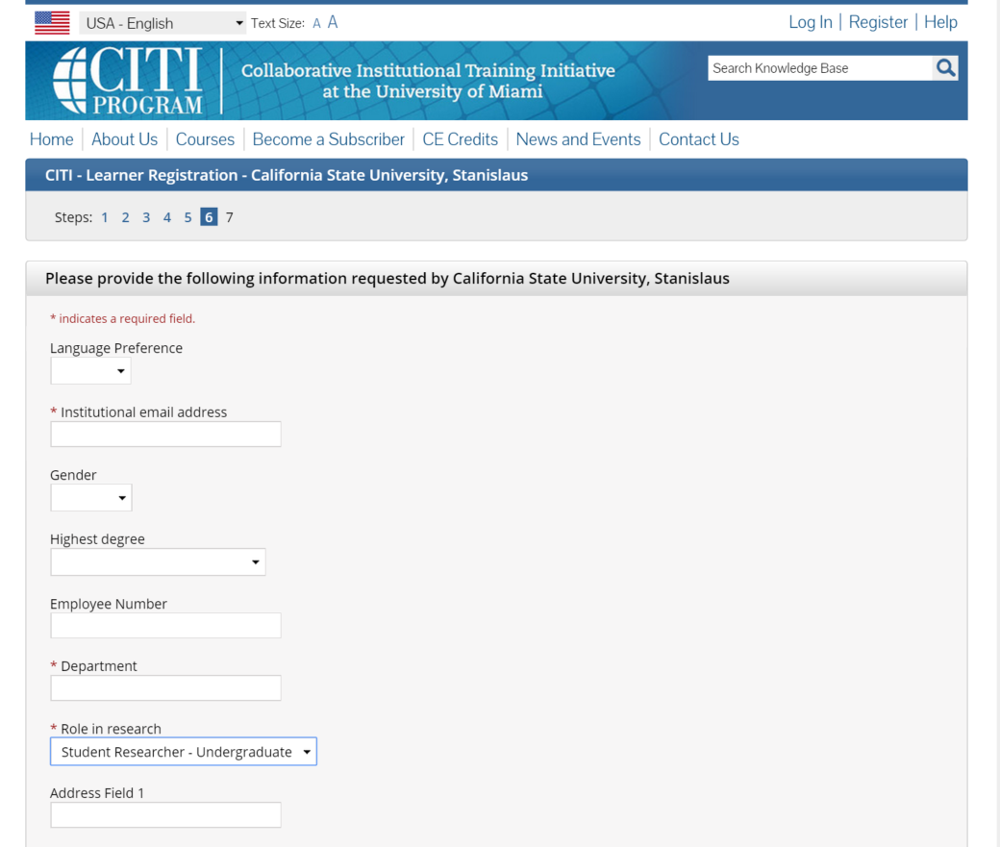 USA - English Text Size: A A Log In | Register | Help
CITI PROGRAM
Collaborative Institutional Training Initiative
at the University of Miami
Search Knowledge Base
Home | About Us | Courses | Become a Subscriber | CE Credits | News and Events | Contact Us
CITI - Learner Registration - California State University, Stanislaus
Steps: 1 2 3 4 5 6 7
Please provide the following information requested by California State University, Stanislaus
* indicates a required field.
Language Preference
* Institutional email address
Gender
Highest degree
Employee Number
* Department
* Role in research
Student Researcher - Undergraduate
Address Field 1